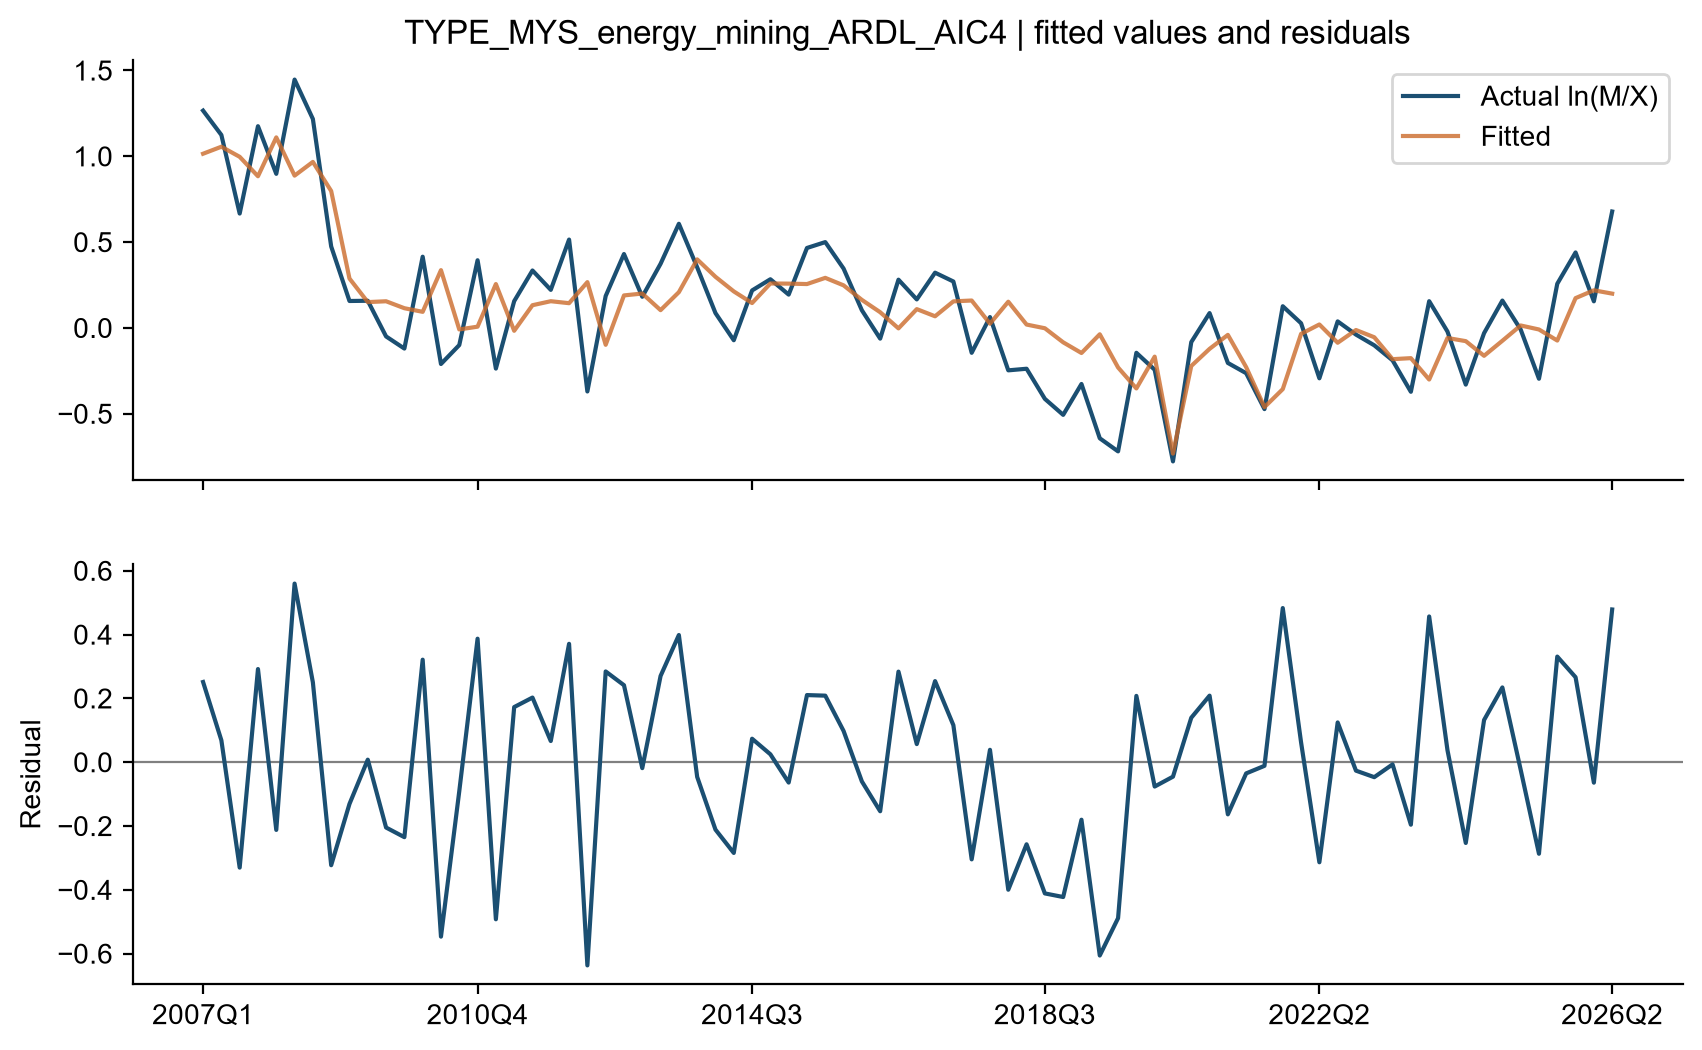 TYPE_MYS_energy_mining_ARDL_AIC4 | fitted values and residuals
1.5
1.0
0.5
0.0
−0.5
Actual ln(M/X)
Fitted
0.6
0.4
0.2
0.0
−0.2
−0.4
−0.6
Residual
2007Q1 2010Q4 2014Q3 2018Q3 2022Q2 2026Q2